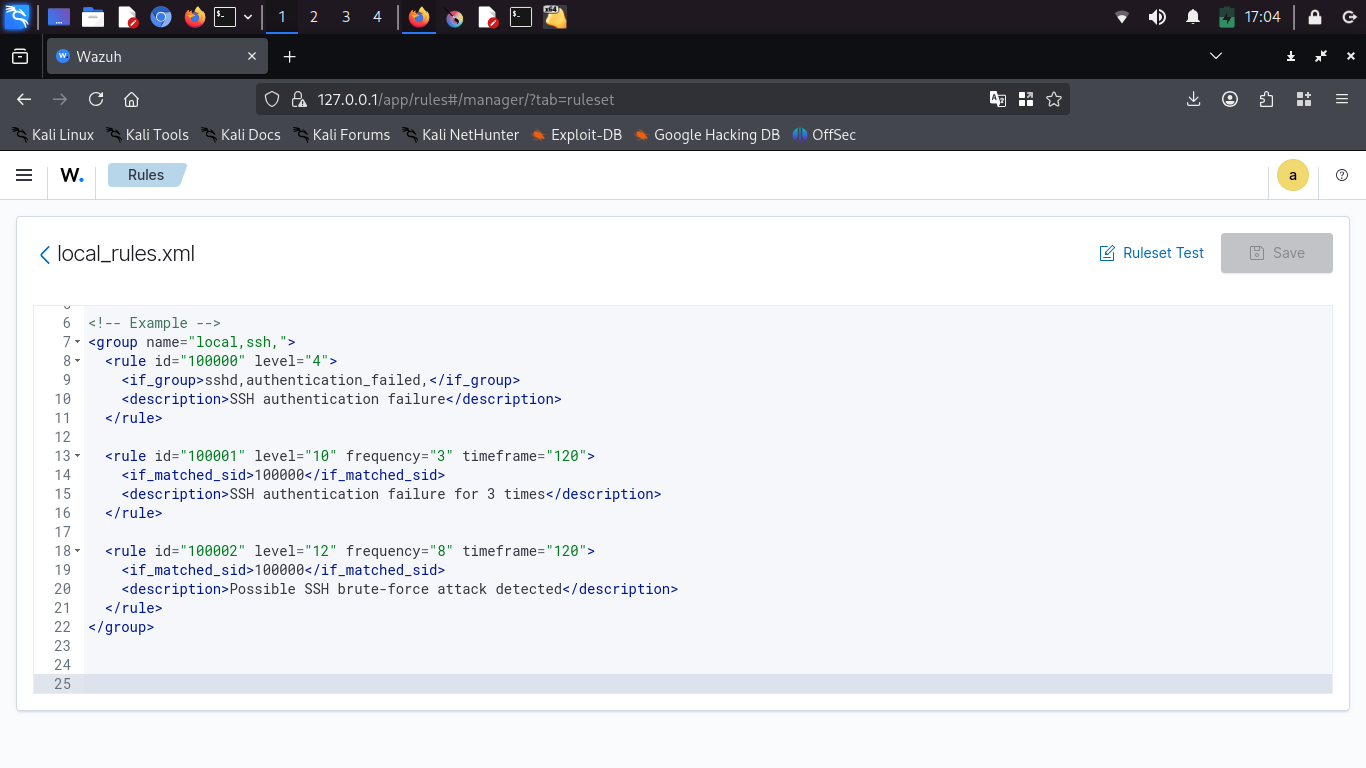 1 2 3 4 17:04
Wazuh
127.0.0.1/app/rules#/manager/?tab=ruleset
Kali Linux Kali Tools Kali Docs Kali Forums Kali NetHunter Exploit-DB Google Hacking DB OffSec
W. Rules a
local_rules.xml Ruleset Test Save
6 <!-- Example -->
7 <group name="local,ssh,">
8 <rule id="100000" level="4">
9 <if_group>sshd,authentication_failed,</if_group>
10 <description>SSH authentication failure</description>
11 </rule>
12
13 <rule id="100001" level="10" frequency="3" timeframe="120">
14 <if_matched_sid>100000</if_matched_sid>
15 <description>SSH authentication failure for 3 times</description>
16 </rule>
17
18 <rule id="100002" level="12" frequency="8" timeframe="120">
19 <if_matched_sid>100000</if_matched_sid>
20 <description>Possible SSH brute-force attack detected</description>
21 </rule>
22 </group>
23
24
25